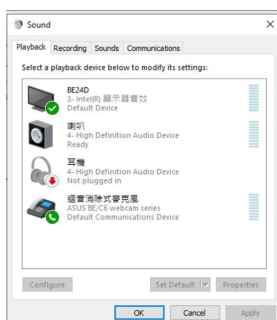 Sound
Playback Recording Sounds Communications
Select a playback device below to modify its settings:
BE24D
3- Intel(R) 顯示器音效
Default Device
喇叭
4- High Definition Audio Device
Ready
耳機
4- High Definition Audio Device
Not plugged in
迴音消除式麥克風
ASUS BE/C6 webcam series
Default Communications Device
Configure Set Default Properties
OK Cancel Apply